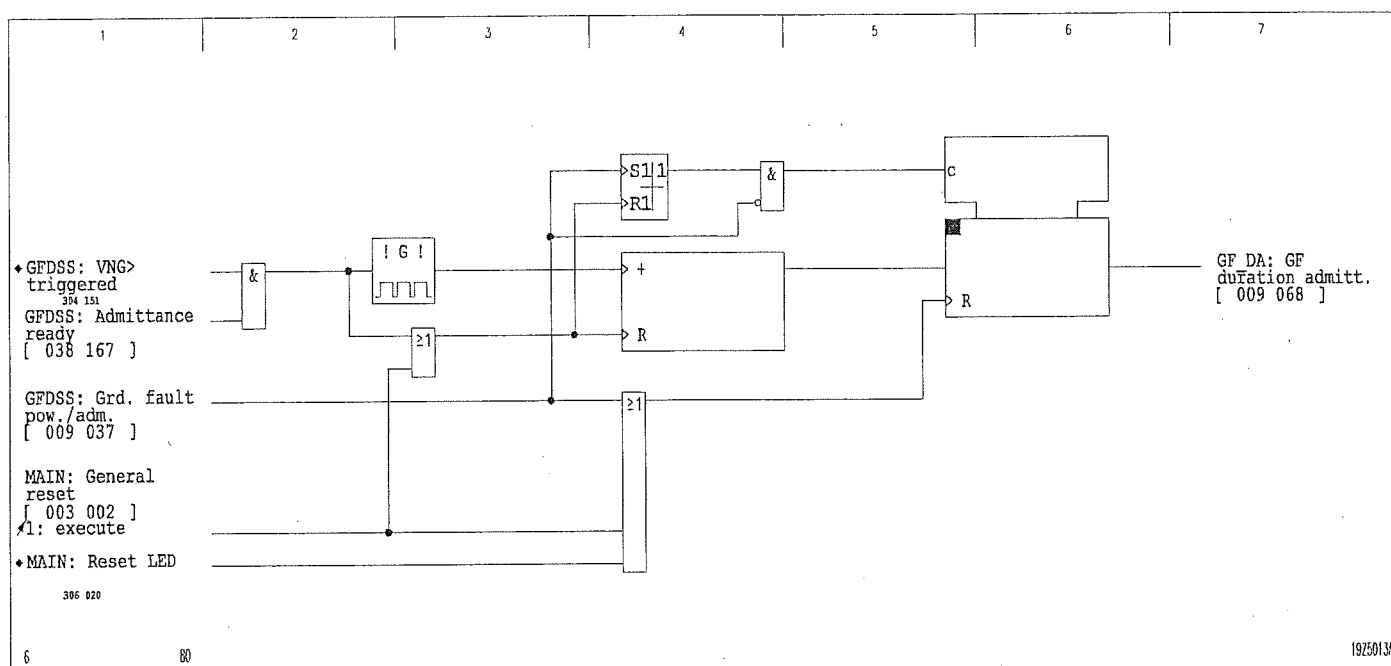 1 2 3 4 5 6 7
S1 1
R1
&
c
! G !
◆GFDSS: VNG>
triggered
304 151
&
+
GFDSS: Admittance
ready
[ 038 167 ]
≥1
R
R
GF DA: GF
duration admitt.
[ 009 068 ]
GFDSS: Grd. fault
pow./adm.
[ 009 037 ]
≥1
MAIN: General
reset
[ 003 002 ]
1: execute
◆MAIN: Reset LED
306 020
6 80